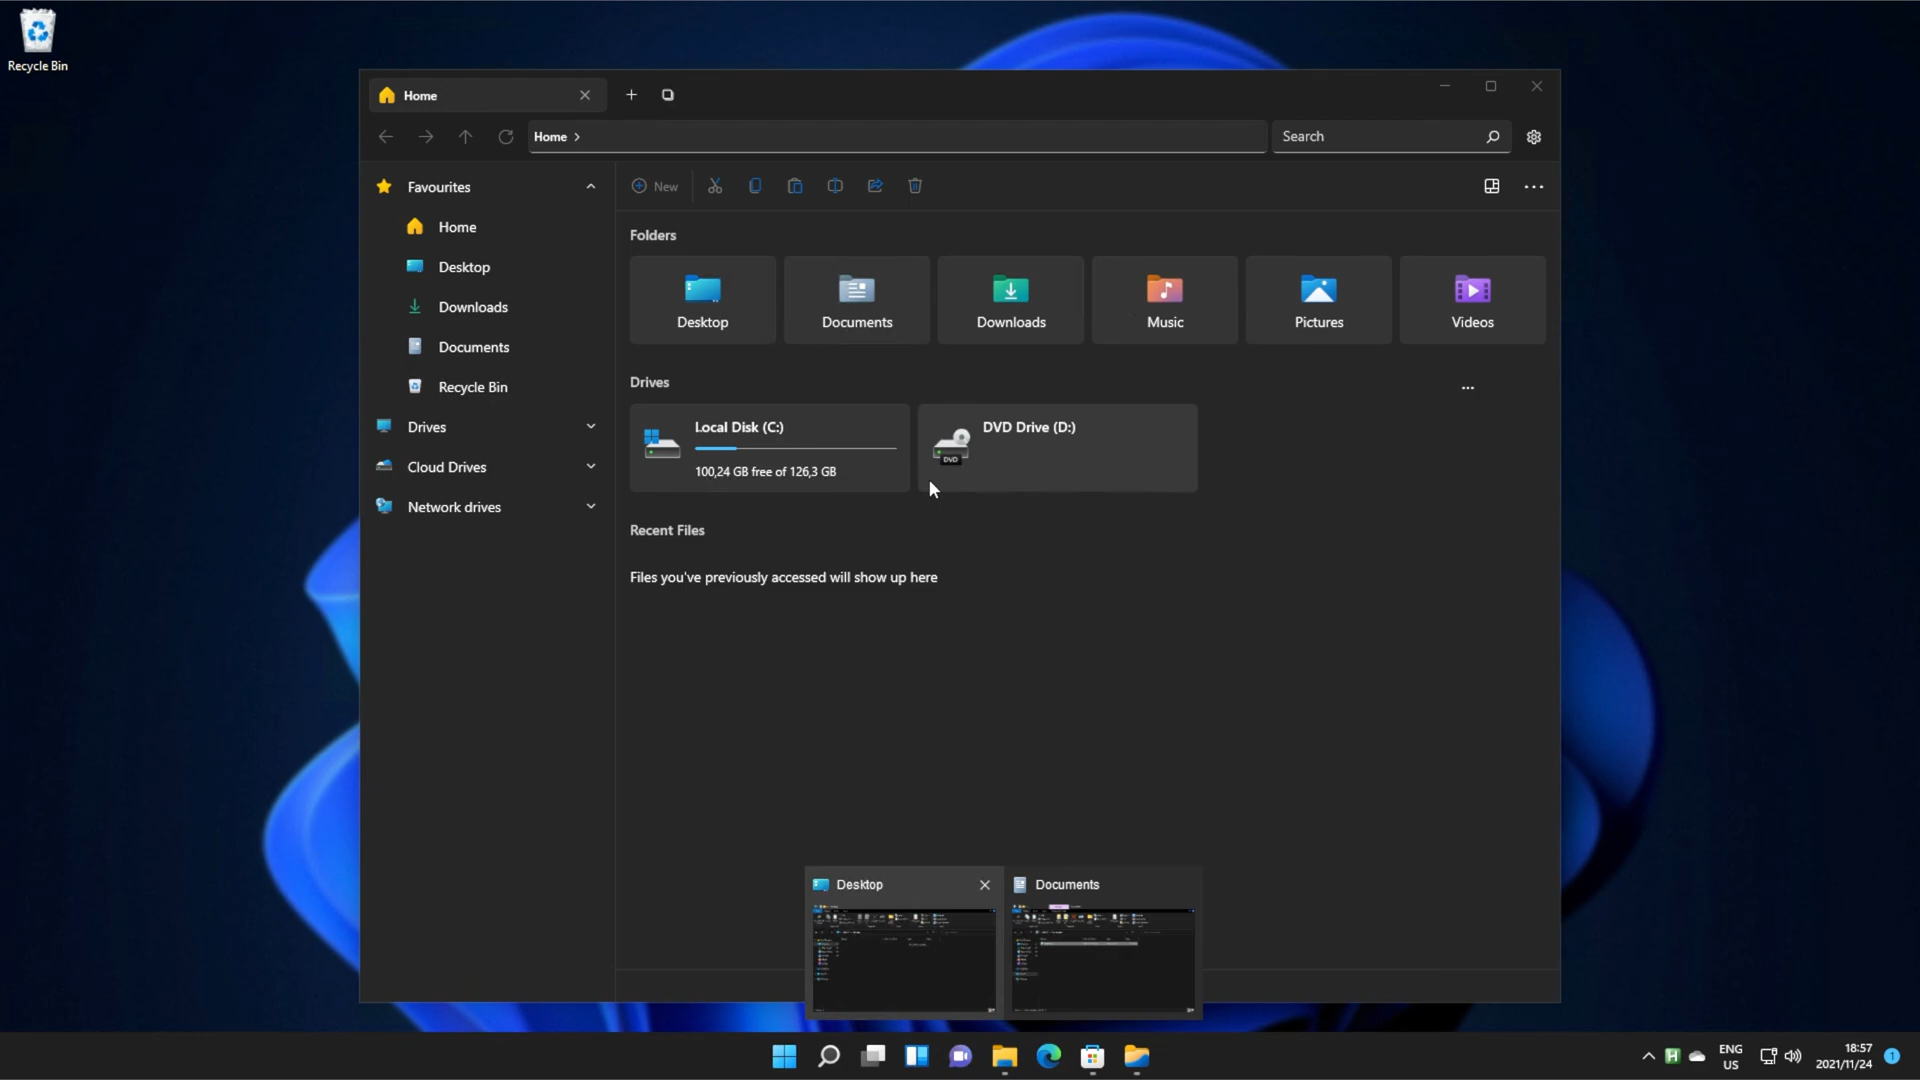 Recycle Bin
Home
Home
Search
Favourites
Home
Desktop
Downloads
Documents
Recycle Bin
Drives
Cloud Drives
Network drives
New
Folders
Desktop
Documents
Downloads
Music
Pictures
Videos
Drives
Local Disk (C:)
100,24 GB free of 126,3 GB
DVD
DVD Drive (D:)
Recent Files
Files you've previously accessed will show up here
Desktop
Documents
H
ENG
US
18:57
2021/11/24
1